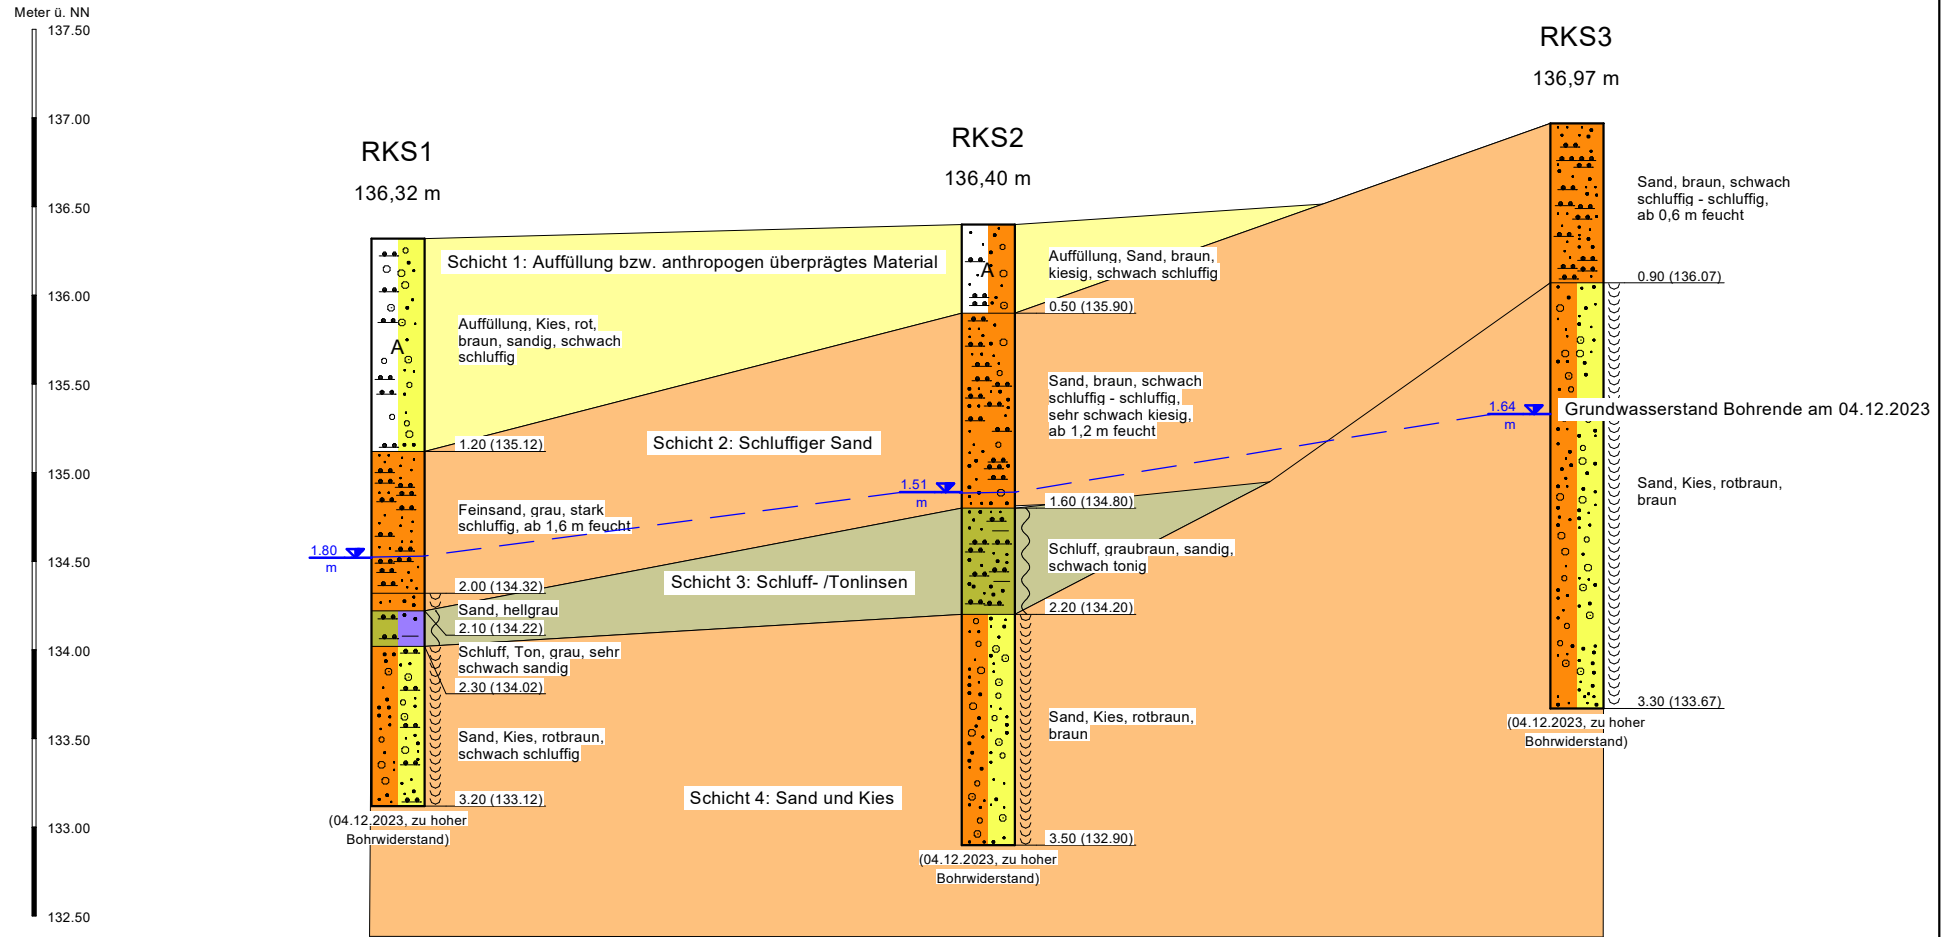 Meter ü. NN
137.50
137.00
136.50
136.00
135.50
135.00
134.50
134.00
133.50
133.00
132.50
RKS1
136,32 m
A
Auffüllung, Kies, rot,
braun, sandig, schwach
schluffig
1.20 (135.12)
Feinsand, grau, stark
schluffig, ab 1,6 m feucht
1.80
m
2.00 (134.32)
Sand, hellgrau
2.10 (134.22)
Schluff, Ton, grau, sehr
schwach sandig
2.30 (134.02)
Sand, Kies, rotbraun,
schwach schluffig
3.20 (133.12)
(04.12.2023, zu hoher
Bohrwiderstand)
Schicht 1: Auffüllung bzw. anthropogen überprägtes Material
Schicht 2: Schluffiger Sand
Schicht 3: Schluff- /Tonlinsen
Schicht 4: Sand und Kies
RKS2
136,40 m
A
Auffüllung, Sand, braun,
kiesig, schwach schluffig
0.50 (135.90)
Sand, braun, schwach
schluffig - schluffig,
sehr schwach kiesig,
ab 1,2 m feucht
1.51
m
1.60 (134.80)
Schluff, graubraun, sandig,
schwach tonig
2.20 (134.20)
Sand, Kies, rotbraun,
braun
3.50 (132.90)
(04.12.2023, zu hoher
Bohrwiderstand)
RKS3
136,97 m
Sand, braun, schwach
schluffig - schluffig,
ab 0,6 m feucht
0.90 (136.07)
1.64
m
Grundwasserstand Bohrende am 04.12.2023
Sand, Kies, rotbraun,
braun
3.30 (133.67)
(04.12.2023, zu hoher
Bohrwiderstand)